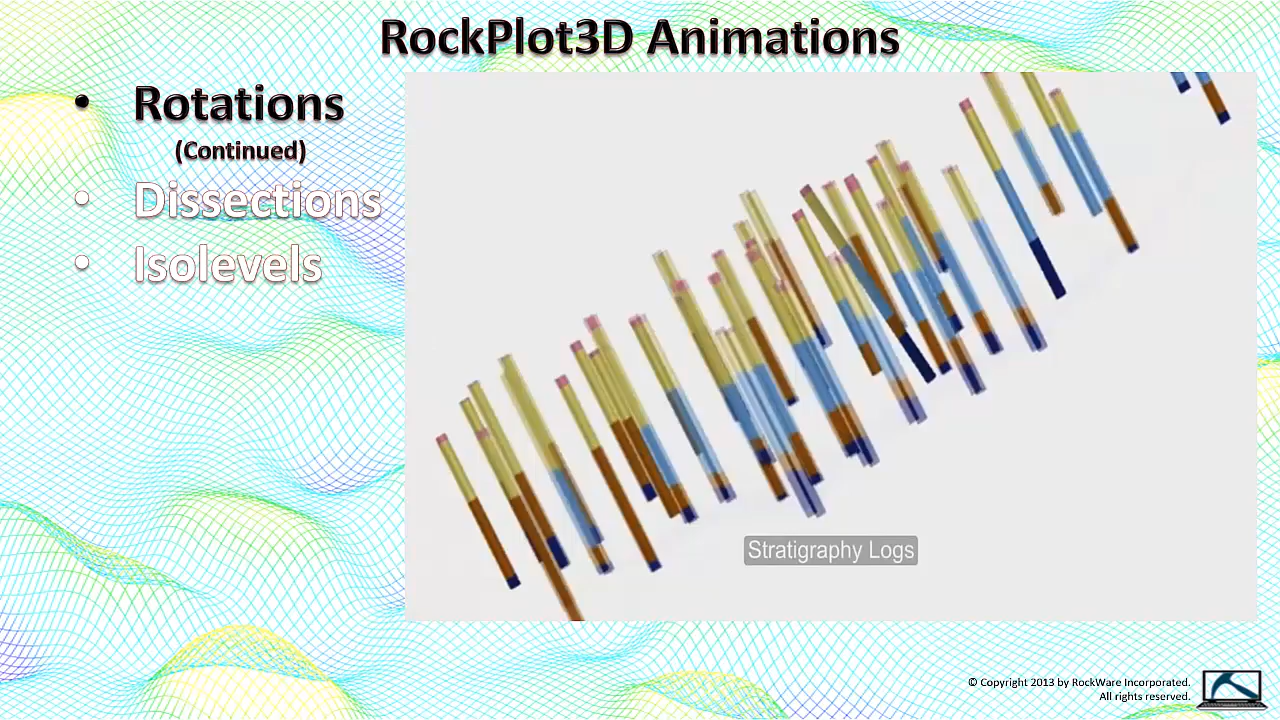 RockPlot3D Animations
• Rotations
(Continued)
• Dissections
• Isolevels
Stratigraphy Logs
© Copyright 2013 by RockWare Incorporated.
All rights reserved.